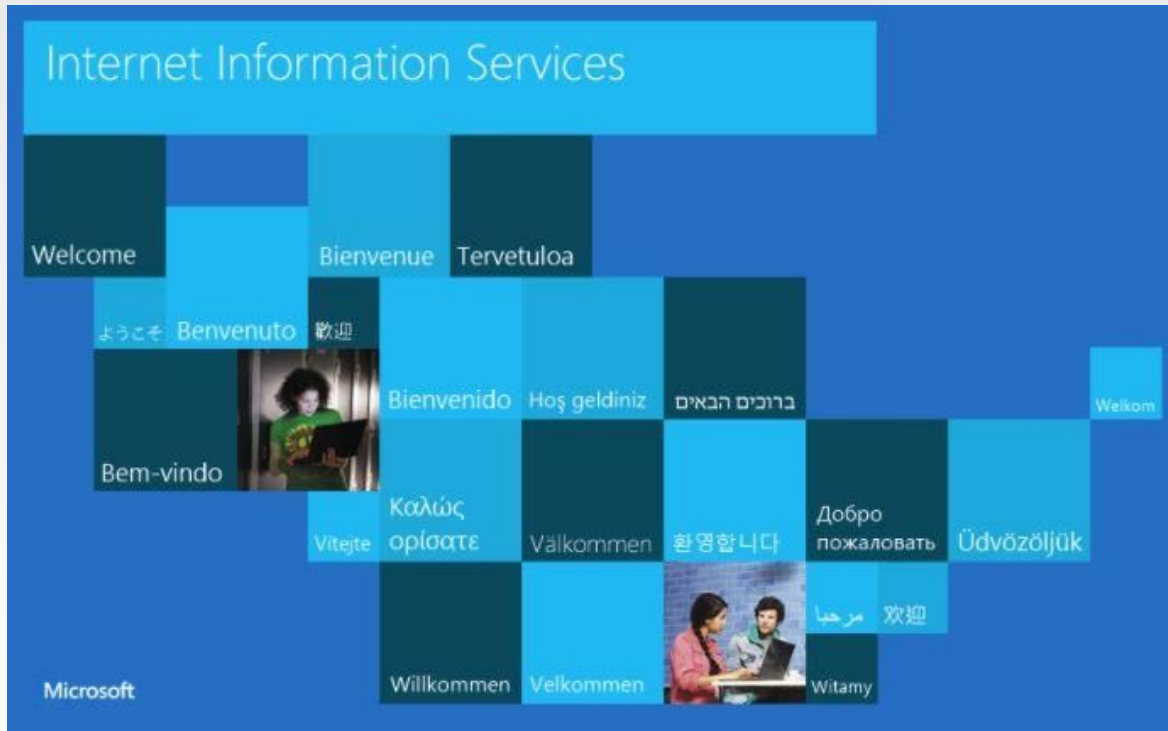 Internet Information Services
Welcome
Bienvenue
Tervetuloa
ようこそ
Benvenuto
歡迎
Bienvenido
Hoş geldiniz
ברוכים הבאים
Welkom
Bem-vindo
Vítejte
Καλώς
ορίσατε
Välkommen
환영합니다
Добро
пожаловать
Üdvözöljük
مرحبا
欢迎
Microsoft
Willkommen
Velkommen
Witamy